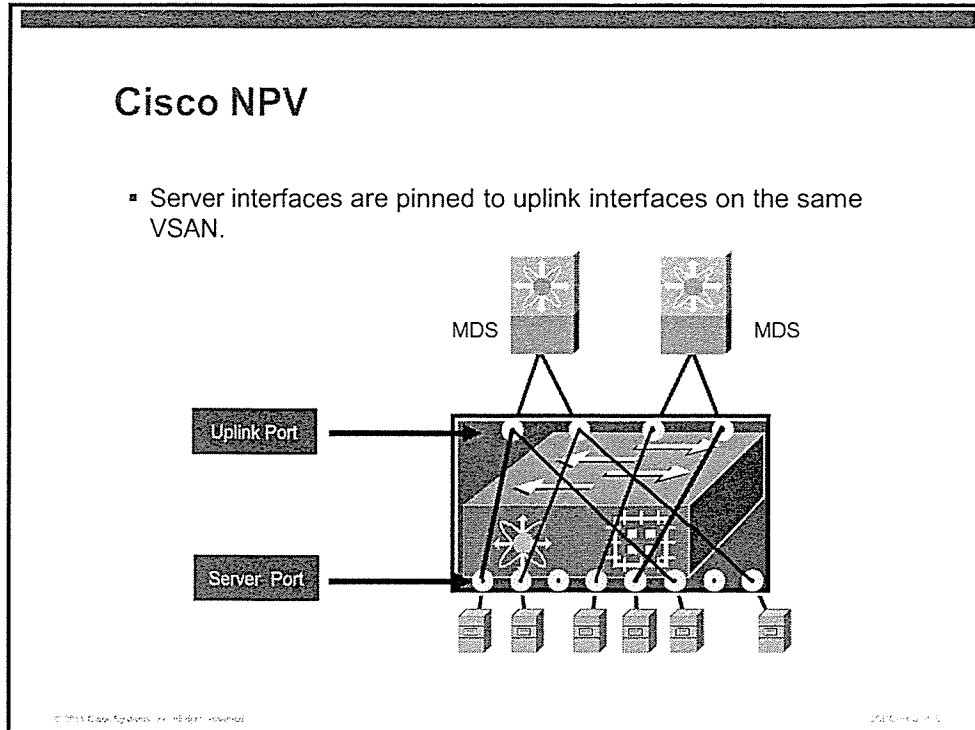 Cisco NPV
▪ Server interfaces are pinned to uplink interfaces on the same
VSAN.
MDS
MDS
Uplink Port
Server Port